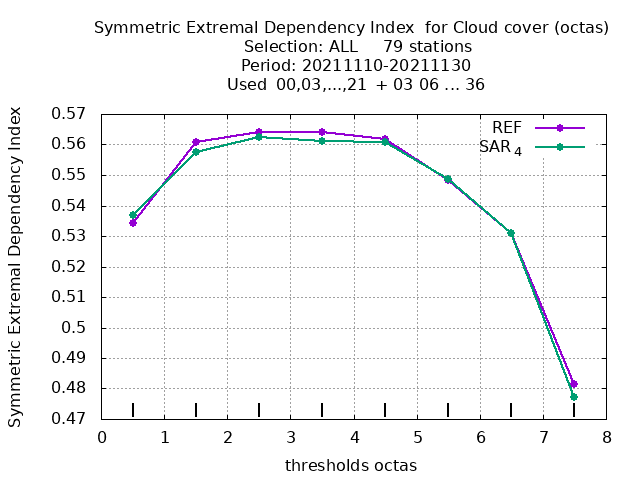 Symmetric Extremal Dependency Index  for Cloud cover (octas)
Selection: ALL     79 stations
Period: 20211110-20211130
Used  00,03,...,21  + 03 06 ... 36
Symmetric Extremal Dependency Index
0.57
0.56
0.55
0.54
0.53
0.52
0.51
0.5
0.49
0.48
0.47
REF
SAR 4
0 1 2 3 4 5 6 7 8
thresholds octas